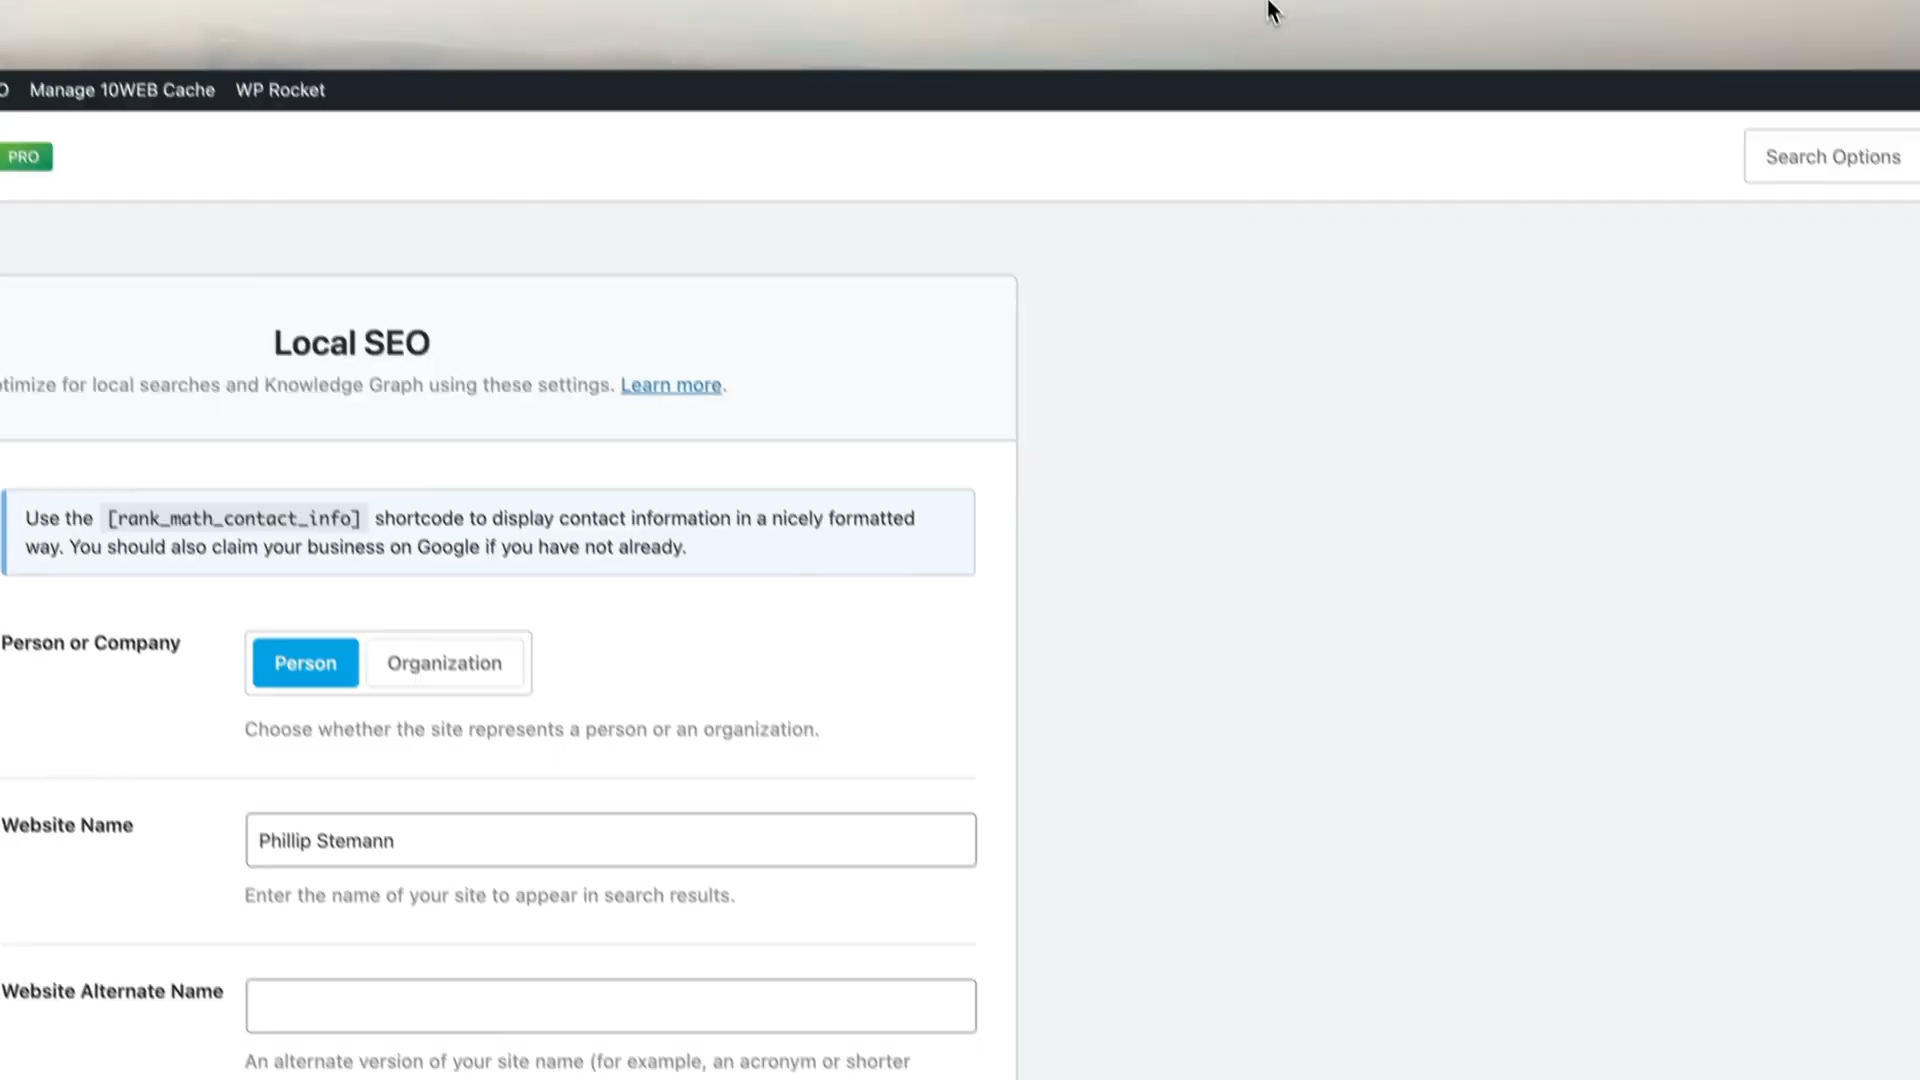 O Manage 10WEB Cache WP Rocket
PRO
Search Options
Local SEO
timize for local searches and Knowledge Graph using these settings. Learn more.
Use the [rank_math_contact_info] shortcode to display contact information in a nicely formatted
way. You should also claim your business on Google if you have not already.
Person or Company
Person Organization
Choose whether the site represents a person or an organization.
Website Name
Phillip Stemann
Enter the name of your site to appear in search results.
Website Alternate Name
An alternate version of your site name (for example, an acronym or shorter